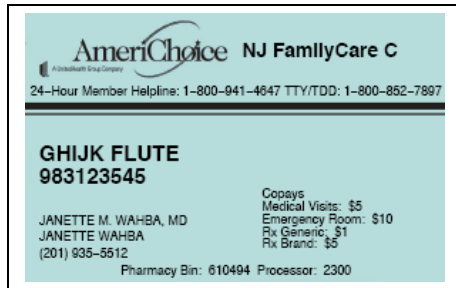 AmeriChoice NJ FamilyCare C
A UnitedHealth Group Company
24-Hour Member Helpline: 1-800-941-4647 TTY/TDD: 1-800-852-7897
GHIJK FLUTE
983123545
Copays
Medical Visits: $5
Emergency Room: $10
Rx Generic: $1
Rx Brand: $5
JANETTE M. WAHBA, MD
JANETTE WAHBA
(201) 935-5512
Pharmacy Bin: 610494 Processor: 2300